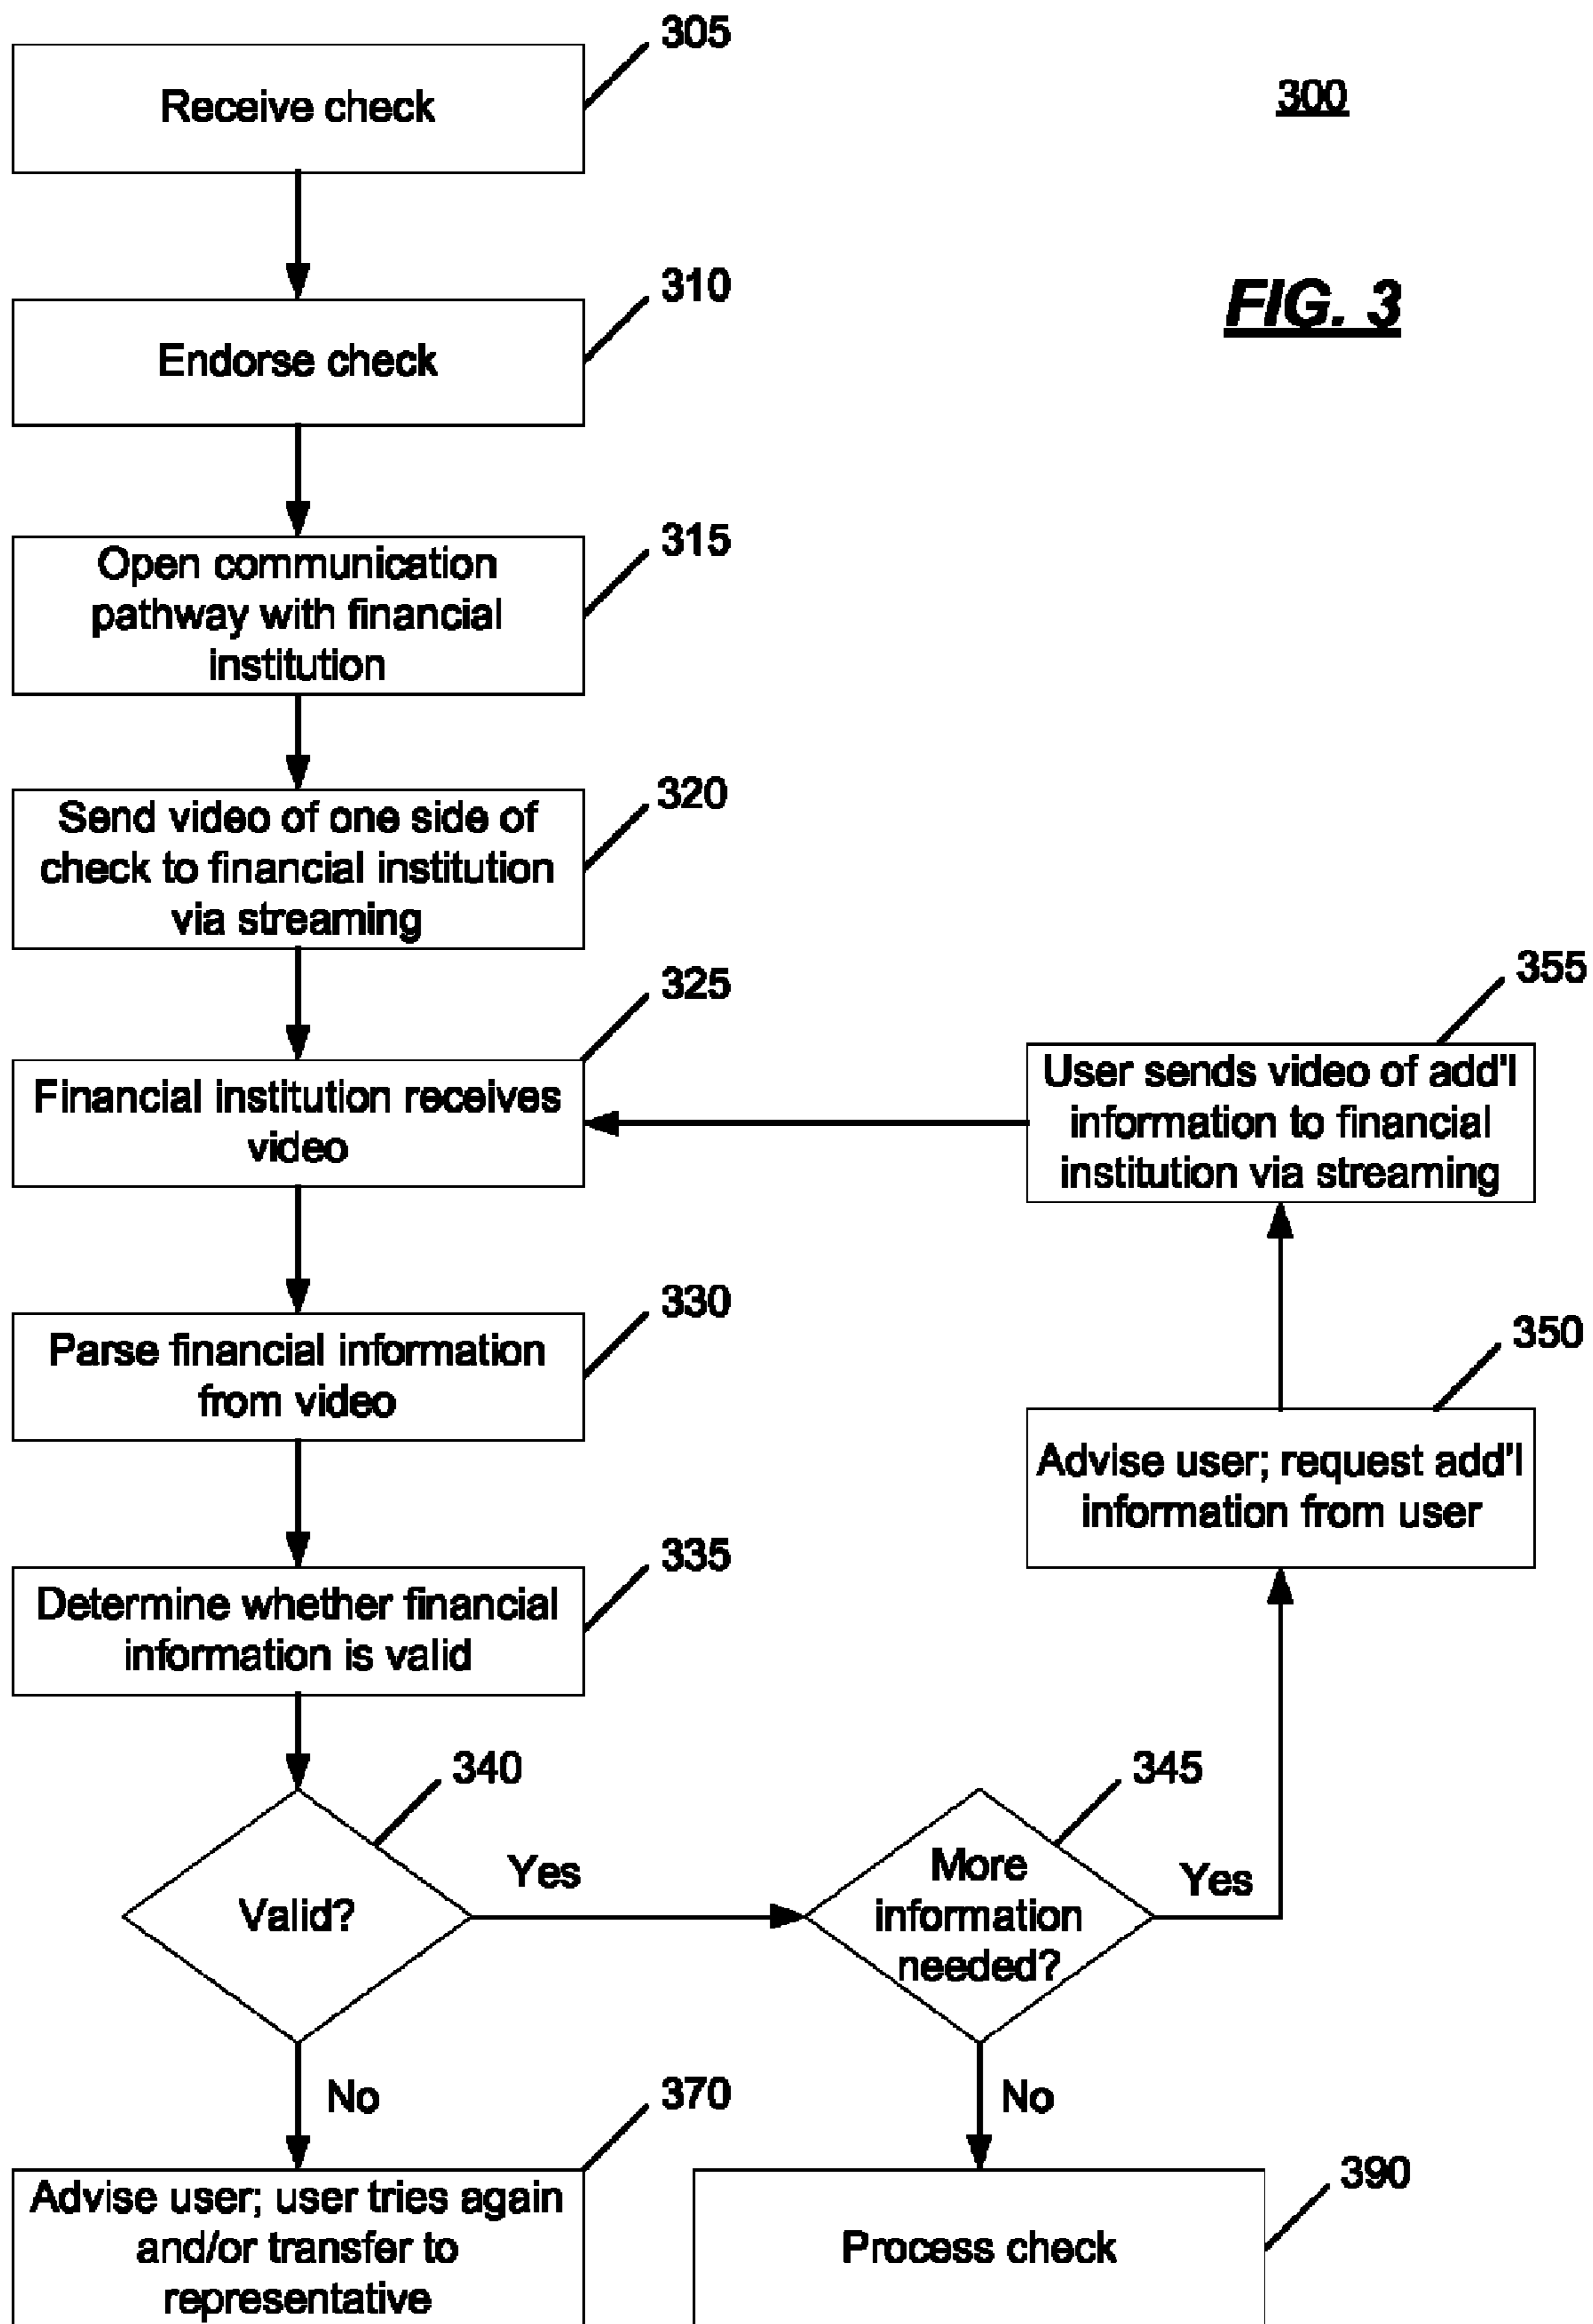 305
Receive check
300
310
Endorse check
FIG. 3
315
Open communication
pathway with financial
institution
320
Send video of one side of
check to financial institution
via streaming
325
Financial institution receives
video
355
User sends video of add'l
information to financial
institution via streaming
330
Parse financial information
from video
350
Advise user; request add'l
information from user
335
Determine whether financial
information is valid
340
Valid?
Yes
345
More
information
needed?
Yes
No
370
Advise user; user tries again
and/or transfer to
representative
No
390
Process check